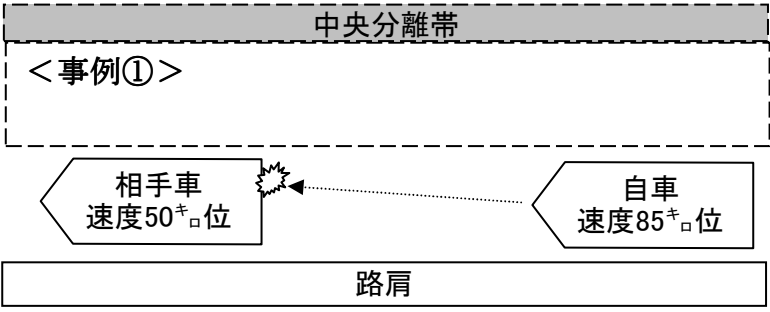 中央分離帯
＜事例①＞
相手車
速度50㌔位
自車
速度85㌔位
路肩